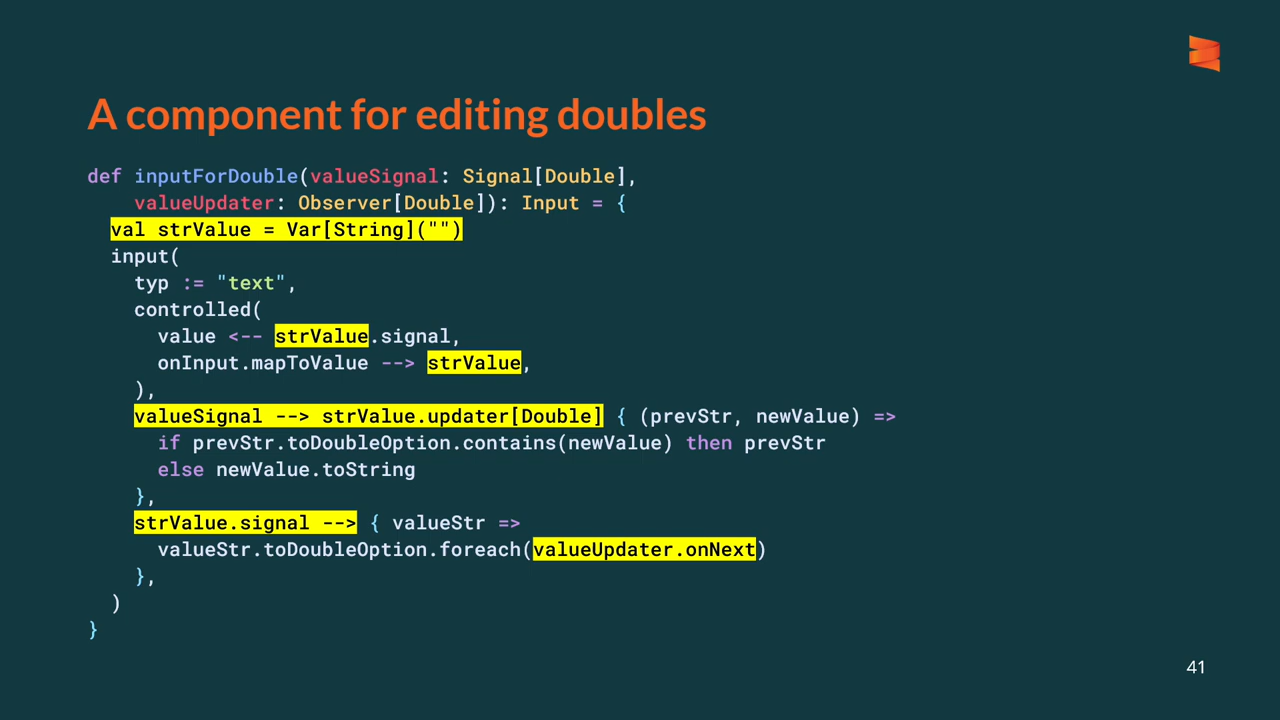 A component for editing doubles
def inputForDouble(valueSignal: Signal[Double],
    valueUpdater: Observer[Double]): Input = {
  val strValue = Var[String]("")
  input(
    typ := "text",
    controlled(
      value <-- strValue.signal,
      onInput.mapToValue --> strValue,
    ),
    valueSignal --> strValue.updater[Double] { (prevStr, newValue) =>
      if prevStr.toDoubleOption.contains(newValue) then prevStr
      else newValue.toString
    },
    strValue.signal --> { valueStr =>
      valueStr.toDoubleOption.foreach(valueUpdater.onNext)
    },
  )
}
41